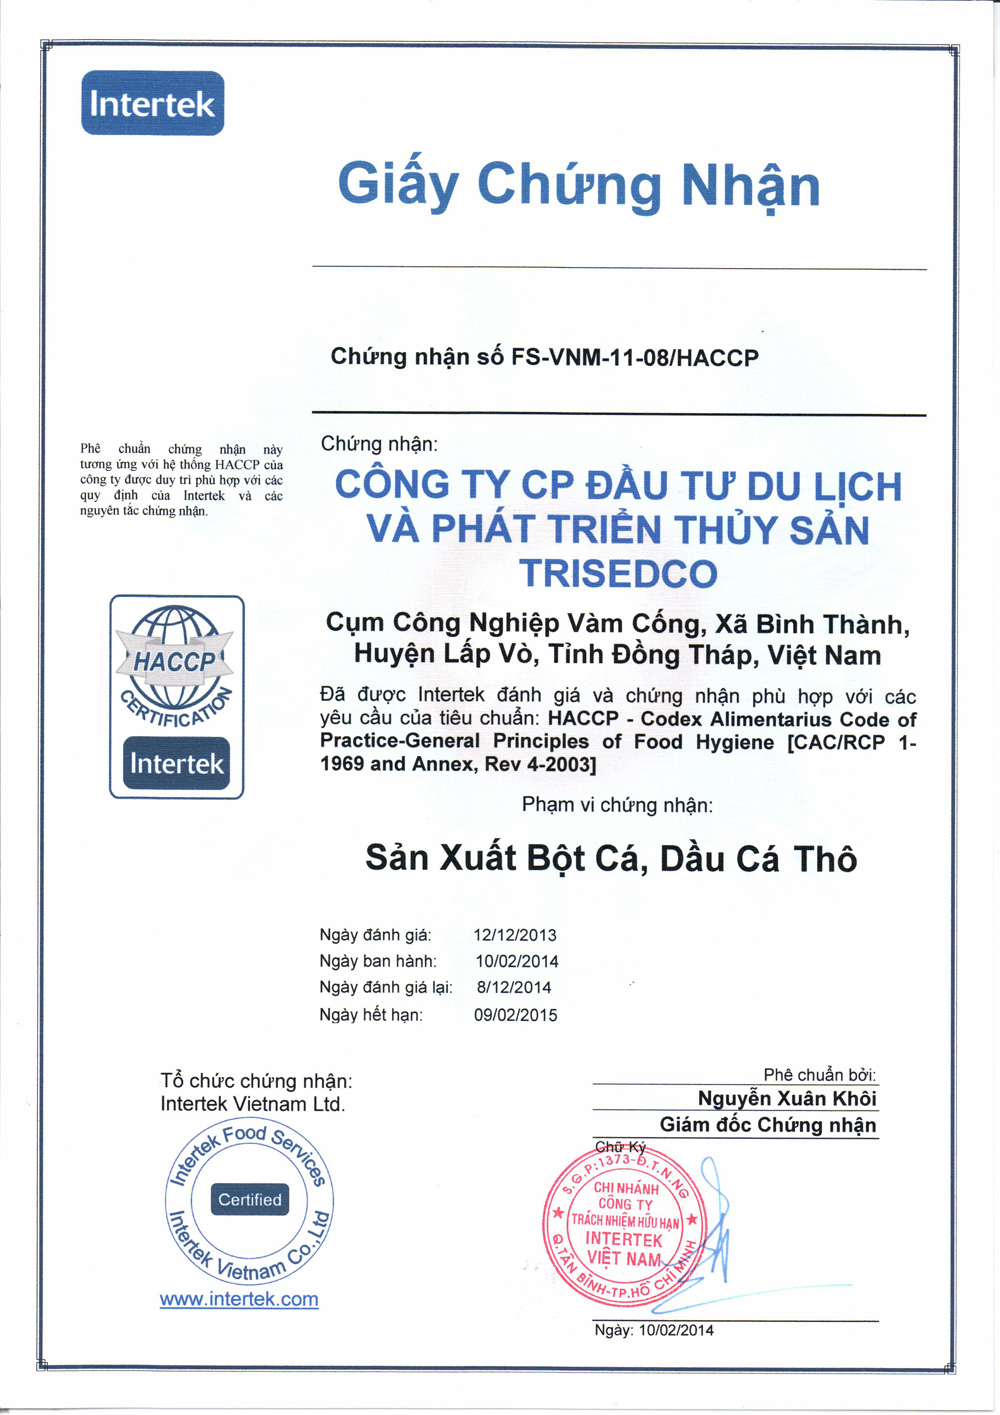 Intertek
Giấy Chứng Nhận
Chứng nhận số FS-VNM-11-08/HACCP
Phê chuẩn chứng nhận này
tương ứng với hệ thống HACCP của
công ty được duy trì phù hợp với các
quy định của Intertek và các
nguyên tắc chứng nhận.
Chứng nhận:
CÔNG TY CP ĐẦU TƯ DU LỊCH
VÀ PHÁT TRIỂN THỦY SẢN
TRISEDCO
Cụm Công Nghiệp Vàm Cống, Xã Bình Thành,
Huyện Lấp Vò, Tỉnh Đồng Tháp, Việt Nam
HACCP
CERTIFICATION
Intertek
Đã được Intertek đánh giá và chứng nhận phù hợp với các
yêu cầu của tiêu chuẩn: HACCP - Codex Alimentarius Code of
Practice-General Principles of Food Hygiene [CAC/RCP 1-
1969 and Annex, Rev 4-2003]
Phạm vi chứng nhận:
Sản Xuất Bột Cá, Dầu Cá Thô
Ngày đánh giá: 12/12/2013
Ngày ban hành: 10/02/2014
Ngày đánh giá lại: 8/12/2014
Ngày hết hạn: 09/02/2015
Tổ chức chứng nhận:
Intertek Vietnam Ltd.
Intertek Food Services
Certified
Intertek Vietnam Co.,Ltd
www.intertek.com
Phê chuẩn bởi:
Nguyễn Xuân Khôi
Giám đốc Chứng nhận
Chữ Ký
S.G.P:1373-Đ.T.N.NG
CHI NHÁNH
CÔNG TY
TRÁCH NHIỆM HỮU HẠN
INTERTEK
VIỆT NAM
Q.TÂN BÌNH-TP.HỒ CHÍ MINH
Ngày: 10/02/2014